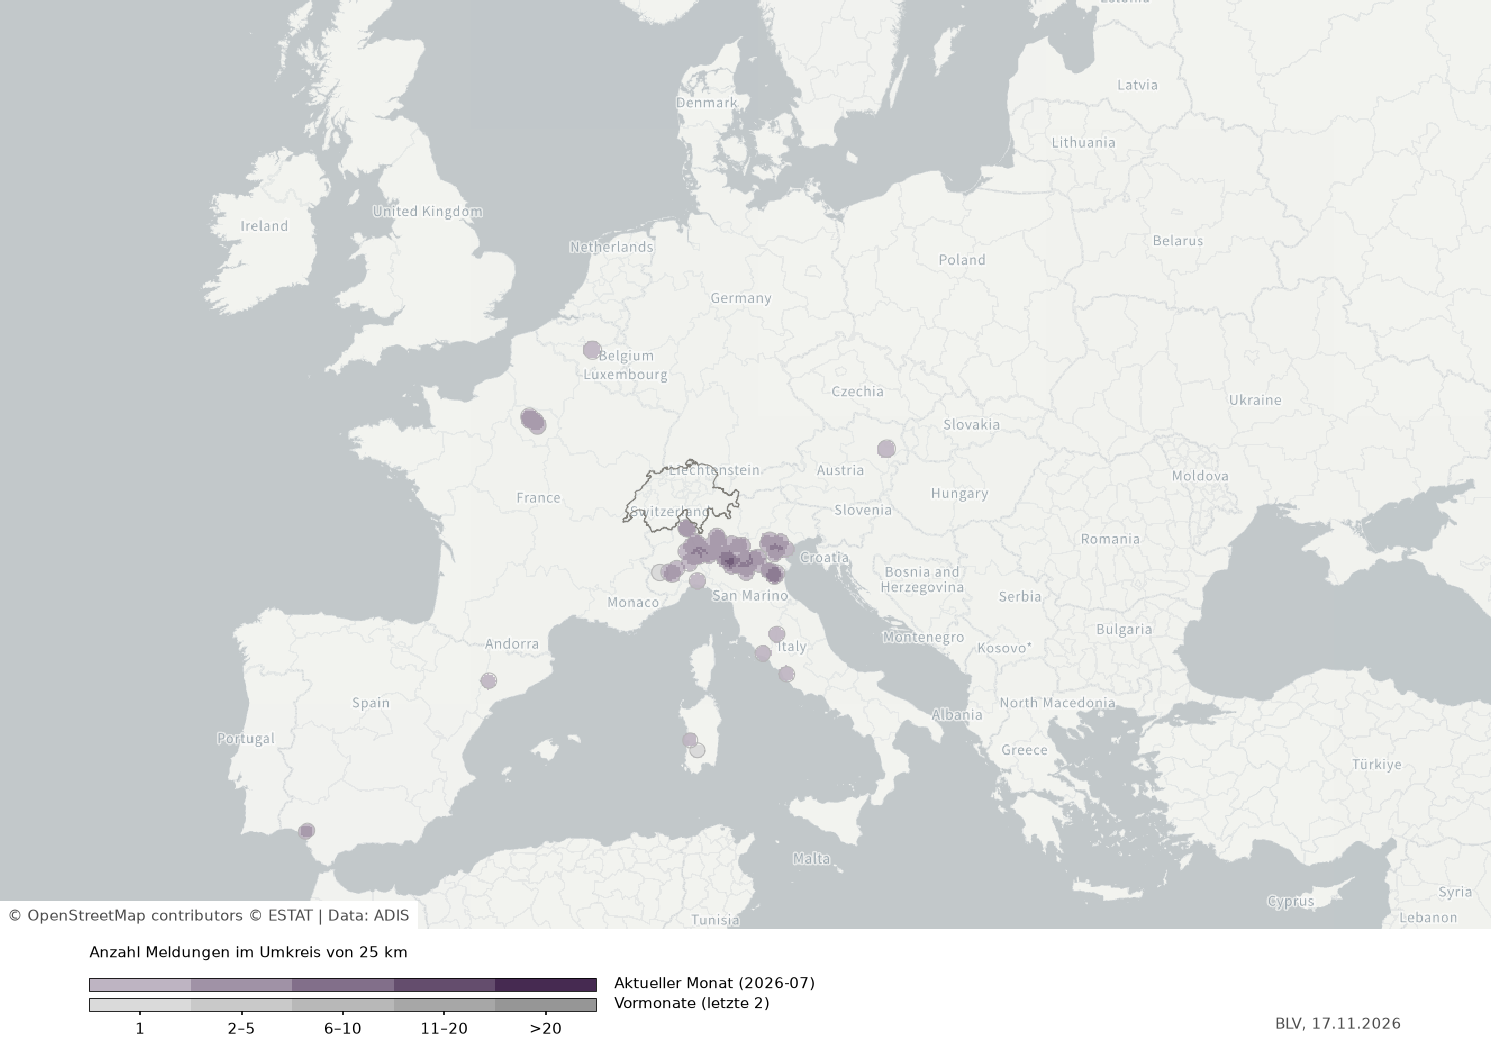 Estonia
Latvia
Denmark
Lithuania
United Kingdom
Ireland
Netherlands
Belarus
Poland
Germany
Belgium
Luxembourg
Czechia
Ukraine
Slovakia
Liechtenstein
Austria
Moldova
France
Hungary
Switzerland
Slovenia
Romania
Croatia
Bosnia and
Herzegovina
Monaco
San Marino
Serbia
Bulgaria
Andorra
Italy
Montenegro
Kosovo*
Spain
North Macedonia
Albania
Portugal
Greece
Türkiye
Malta
Cyprus
Syria
Tunisia
Lebanon
© OpenStreetMap contributors © ESTAT | Data: ADIS
Anzahl Meldungen im Umkreis von 25 km
Aktueller Monat (2026-07)
Vormonate (letzte 2)
1 2–5 6–10 11–20 >20
BLV, 17.11.2026